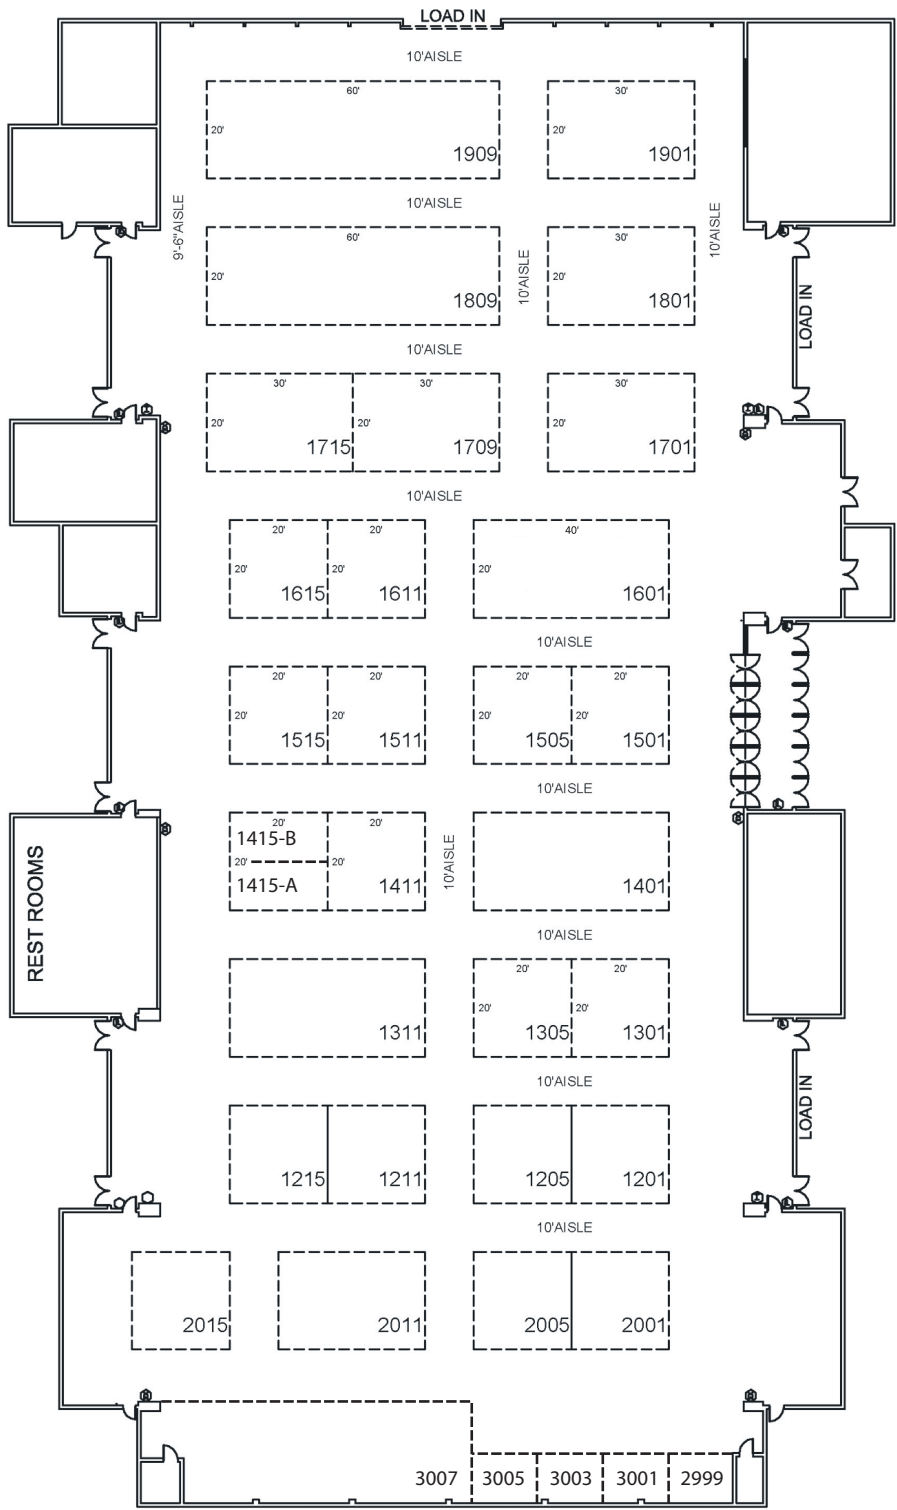 LOAD IN
10'AISLE
60' 30'
20' 20'
1909 1901
10'AISLE
9'-6"AISLE
10'AISLE
60' 30'
10'AISLE
20' 20'
1809 1801
LOAD IN
10'AISLE
30' 30' 30'
20' 20' 20'
1715 1709 1701
10'AISLE
20' 20' 40'
20' 20' 20'
1615 1611 1601
10'AISLE
20' 20' 20' 20'
20' 20' 20' 20'
1515 1511 1505 1501
10'AISLE
20' 20'
1415-B
20' 20'
10'AISLE
1415-A 1411 1401
REST ROOMS
10'AISLE
20' 20'
20' 20'
1311 1305 1301
10'AISLE
LOAD IN
1215 1211 1205 1201
10'AISLE
2015 2011 2005 2001
3007 3005 3003 3001 2999